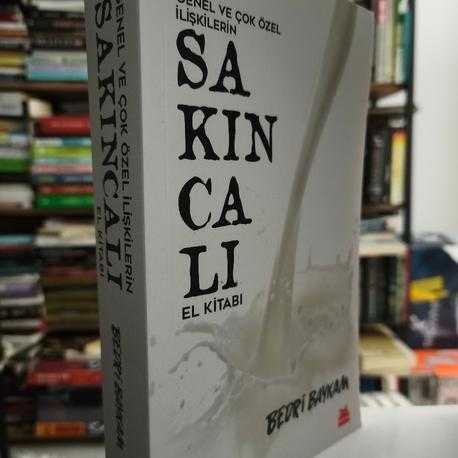 GENEL VE ÇOK ÖZEL
İLİŞKİLERİN
SA
KIN
CA
LI
EL KİTABI
BEDRİ BAYKAM
GENEL VE ÇOK ÖZEL İLİŞKİLERİN
SAKINCALI
EL KİTABI
BEDRİ BAYKAM